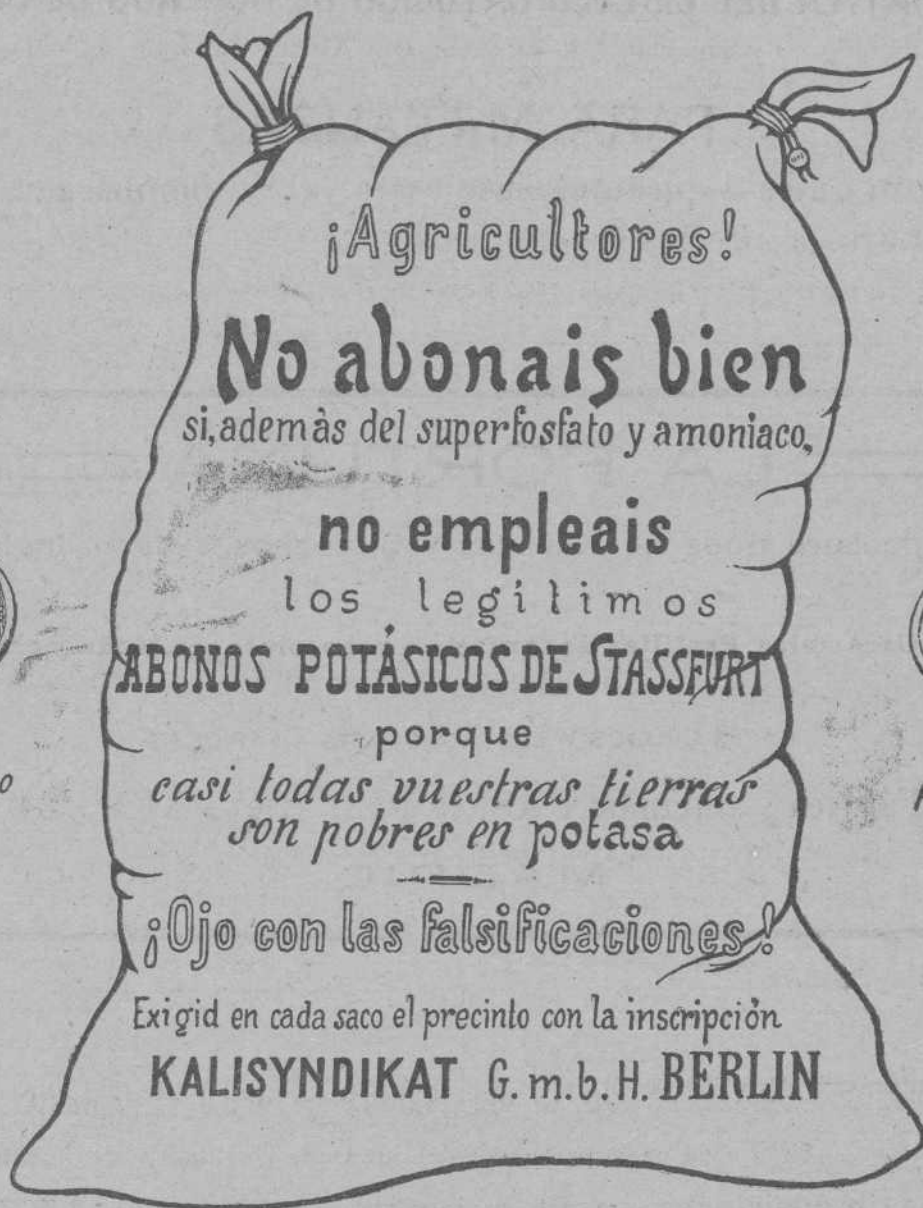 ¡Agricultores!
No abonais bien
si, ademàs del superfosfato y amoniaco,
no empleais
los legítimos
ABONOS POTÁSICOS DE STASSFURT
porque
casi todas vuestras tierras
son pobres en potasa
¡Ojo con las falsificaciones!
Exigid en cada saco el precinto con la inscripción
KALISYNDIKAT G. m. b. H. BERLIN